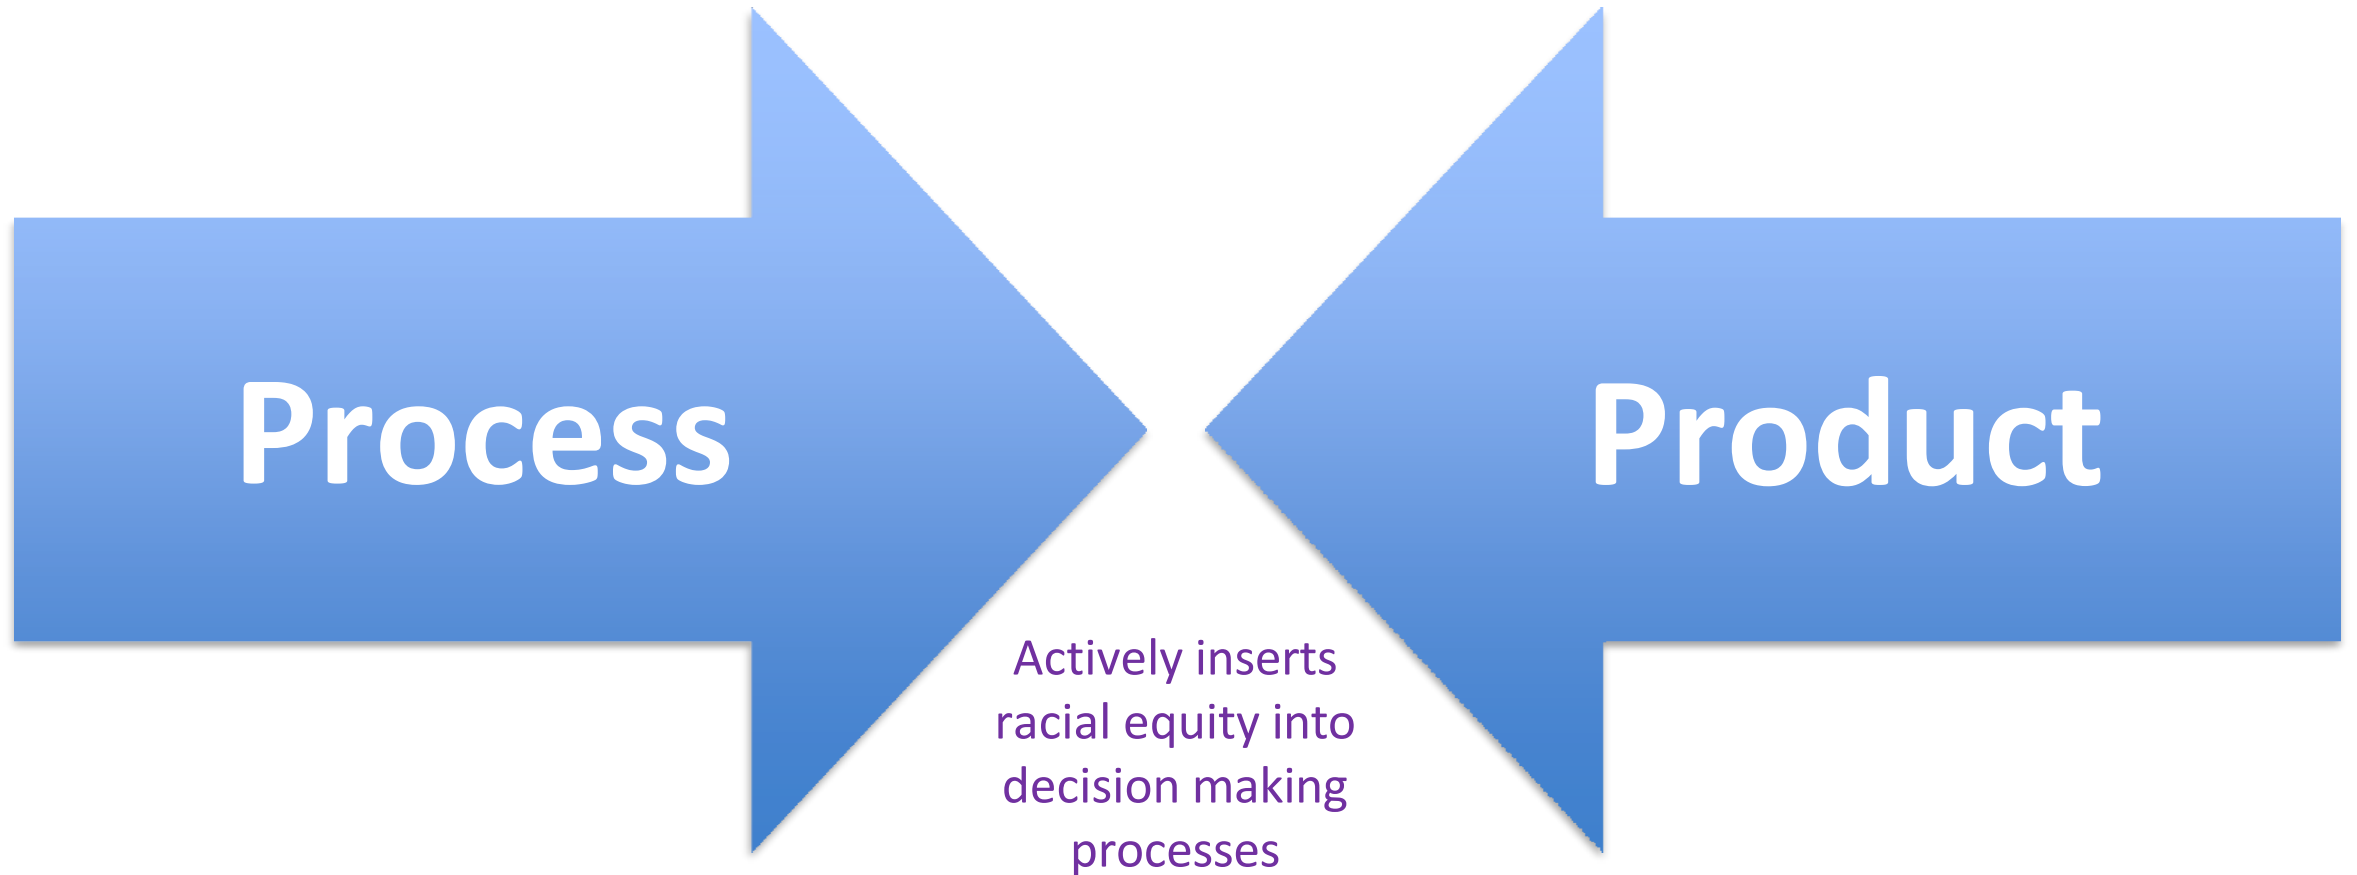 Process
Product
Actively inserts
racial equity into
decision making
processes